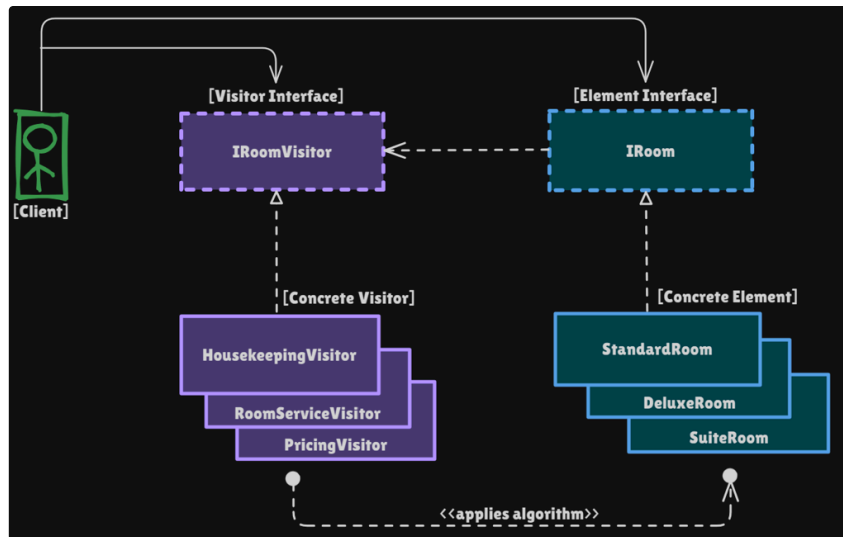 [Visitor Interface]
[Element Interface]
IRoomVisitor
IRoom
[Client]
[Concrete Visitor]
[Concrete Element]
HousekeepingVisitor
StandardRoom
RoomServiceVisitor
DeluxeRoom
PricingVisitor
SuiteRoom
<<applies algorithm>>